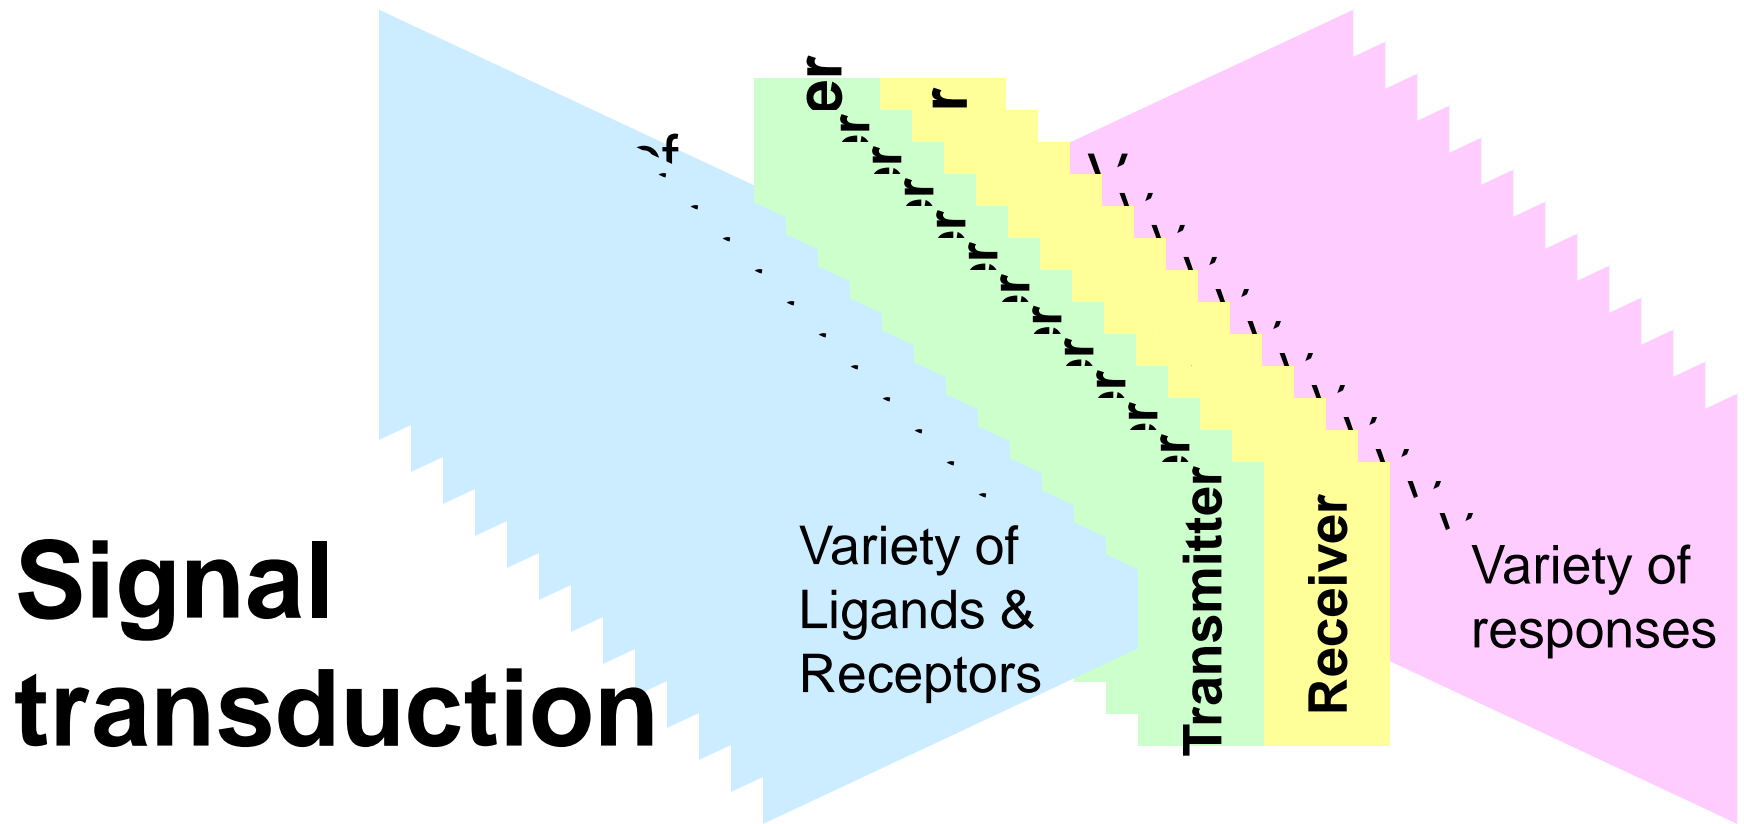 Signal
transduction
Variety of
Ligands &
Receptors
Transmitter
Receiver
Variety of
responses